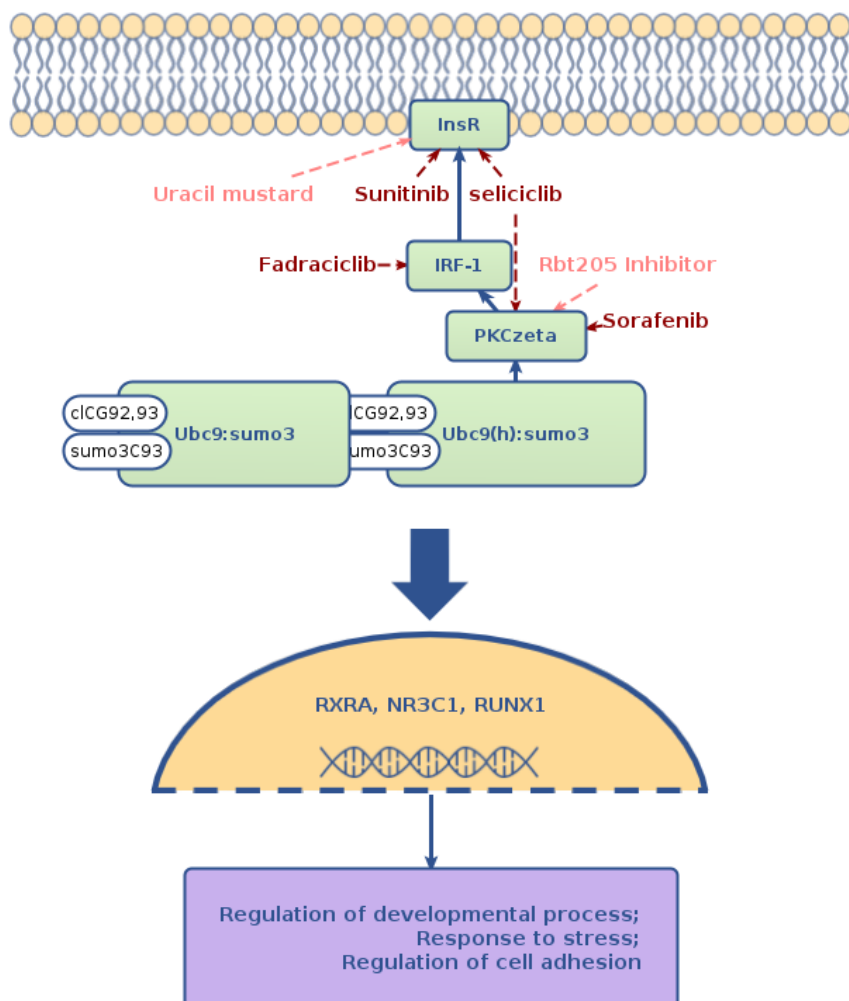 InsR
Uracil mustard
Sunitinib
seliciclib
Fadraciclib
IRF-1
Rbt205 Inhibitor
PKCzeta
Sorafenib
clCG92,93
Ubc9:sumo3
sumo3C93
lCG92,93
Ubc9(h):sumo3
umo3C93
RXRA, NR3C1, RUNX1
Regulation of developmental process;
Response to stress;
Regulation of cell adhesion